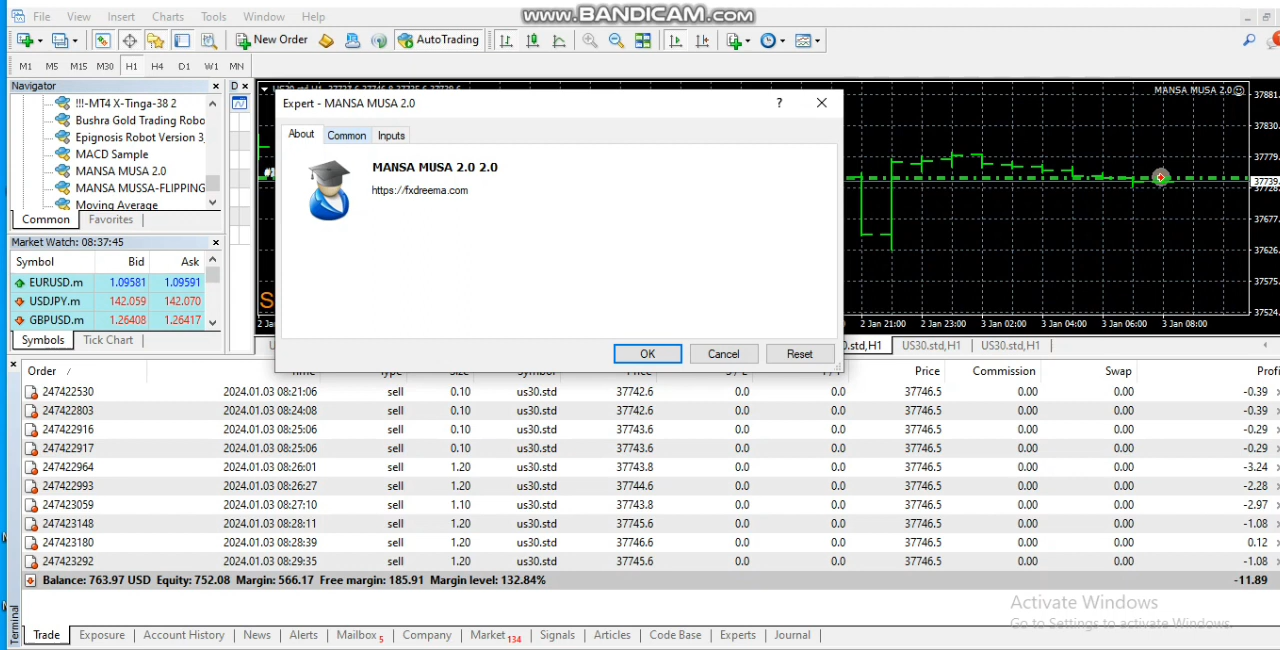 File View Insert Charts Tools Window Help
www.BANDICAM.com
New Order AutoTrading
M1 M5 M15 M30 H1 H4 D1 W1 MN
Navigator
!!!-MT4 X-Tinga-38 2
Bushra Gold Trading Robo
Epignosis Robot Version 3
MACD Sample
MANSA MUSA 2.0
MANSA MUSSA-FLIPPING
Moving Average
Common Favorites
Market Watch: 08:37:45
Symbol Bid Ask
EURUSD.m 1.09581 1.09591
USDJPY.m 142.059 142.070
GBPUSD.m 1.26408 1.26417
Symbols Tick Chart
D
Expert - MANSA MUSA 2.0
? 
About Common Inputs
MANSA MUSA 2.0 2.0
https://fxdreema.com
OK Cancel Reset
MANSA MUSA 2.0
37881.
37830.
37779.
37739.
37728.
37677.
37626.
37575.
37524.
2 Jan 21:00 2 Jan 23:00 3 Jan 02:00 3 Jan 04:00 3 Jan 06:00 3 Jan 08:00
.std,H1 US30.std,H1 US30.std,H1
Order / Time Type Size Symbol Price S / L T / P Price Commission Swap Profi
247422530 2024.01.03 08:21:06 sell 0.10 us30.std 37742.6 0.0 0.0 37746.5 0.00 0.00 -0.39
247422803 2024.01.03 08:24:08 sell 0.10 us30.std 37742.6 0.0 0.0 37746.5 0.00 0.00 -0.39
247422916 2024.01.03 08:25:06 sell 0.10 us30.std 37743.6 0.0 0.0 37746.5 0.00 0.00 -0.29
247422917 2024.01.03 08:25:06 sell 0.10 us30.std 37743.6 0.0 0.0 37746.5 0.00 0.00 -0.29
247422964 2024.01.03 08:26:01 sell 1.20 us30.std 37743.8 0.0 0.0 37746.5 0.00 0.00 -3.24
247422993 2024.01.03 08:26:27 sell 1.20 us30.std 37744.6 0.0 0.0 37746.5 0.00 0.00 -2.28
247423059 2024.01.03 08:27:10 sell 1.10 us30.std 37743.8 0.0 0.0 37746.5 0.00 0.00 -2.97
247423148 2024.01.03 08:28:11 sell 1.20 us30.std 37745.6 0.0 0.0 37746.5 0.00 0.00 -1.08
247423180 2024.01.03 08:28:39 sell 1.20 us30.std 37746.6 0.0 0.0 37746.5 0.00 0.00 0.12
247423292 2024.01.03 08:29:35 sell 1.20 us30.std 37745.6 0.0 0.0 37746.5 0.00 0.00 -1.08
Balance: 763.97 USD Equity: 752.08 Margin: 566.17 Free margin: 185.91 Margin level: 132.84% -11.89
Activate Windows
Go to Settings to activate Windows.
Terminal
Trade Exposure Account History News Alerts Mailbox 5 Company Market 134 Signals Articles Code Base Experts Journal